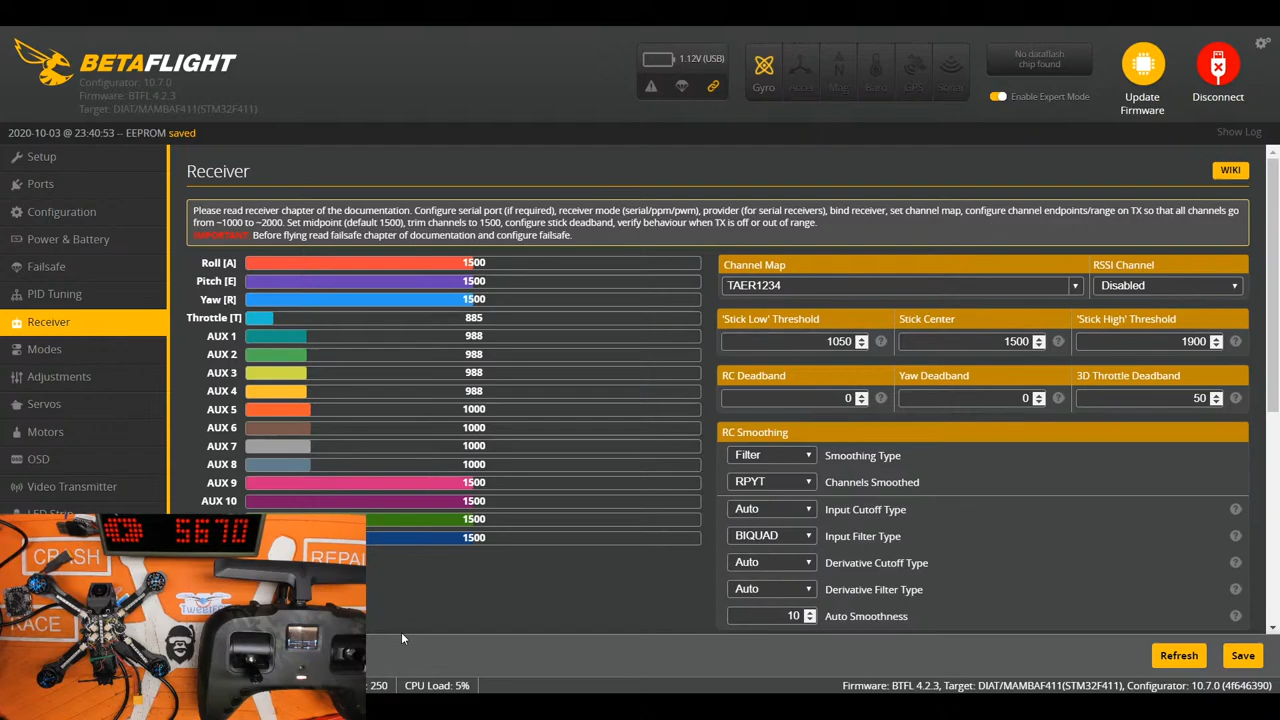 BETAFLIGHT
Configurator: 10.7.0
Firmware: BTFL 4.2.3
Target: DIAT/MAMBAF411(STM32F411)
1.12V (USB)
Gyro
Accel
Mag
Baro
GPS
Sonar
No dataflash
chip found
Enable Expert Mode
Update
Firmware
Disconnect
2020-10-03 @ 23:40:53 -- EEPROM saved
Show Log
Setup
Ports
Configuration
Power & Battery
Failsafe
PID Tuning
Receiver
Modes
Adjustments
Servos
Motors
OSD
Video Transmitter
LED Strip
Receiver
WIKI
Please read receiver chapter of the documentation. Configure serial port (if required), receiver mode (serial/ppm/pwm), provider (for serial receivers), bind receiver, set channel map, configure channel endpoints/range on TX so that all channels go
from ~1000 to ~2000. Set midpoint (default 1500), trim channels to 1500, configure stick deadband, verify behaviour when TX is off or out of range.
IMPORTANT: Before flying read failsafe chapter of documentation and configure failsafe.
Roll [A] 1500
Pitch [E] 1500
Yaw [R] 1500
Throttle [T] 885
AUX 1 988
AUX 2 988
AUX 3 988
AUX 4 988
AUX 5 1000
AUX 6 1000
AUX 7 1000
AUX 8 1000
AUX 9 1500
AUX 10 1500
1500
1500
Channel Map
RSSI Channel
TAER1234
Disabled
'Stick Low' Threshold
Stick Center
'Stick High' Threshold
1050
1500
1900
RC Deadband
Yaw Deadband
3D Throttle Deadband
0
0
50
RC Smoothing
Filter Smoothing Type
RPYT Channels Smoothed
Auto Input Cutoff Type
BIQUAD Input Filter Type
Auto Derivative Cutoff Type
Auto Derivative Filter Type
10 Auto Smoothness
5670
CRASH
REPAI
RACE
Refresh
Save
250
CPU Load: 5%
Firmware: BTFL 4.2.3, Target: DIAT/MAMBAF411(STM32F411), Configurator: 10.7.0 (4f646390)